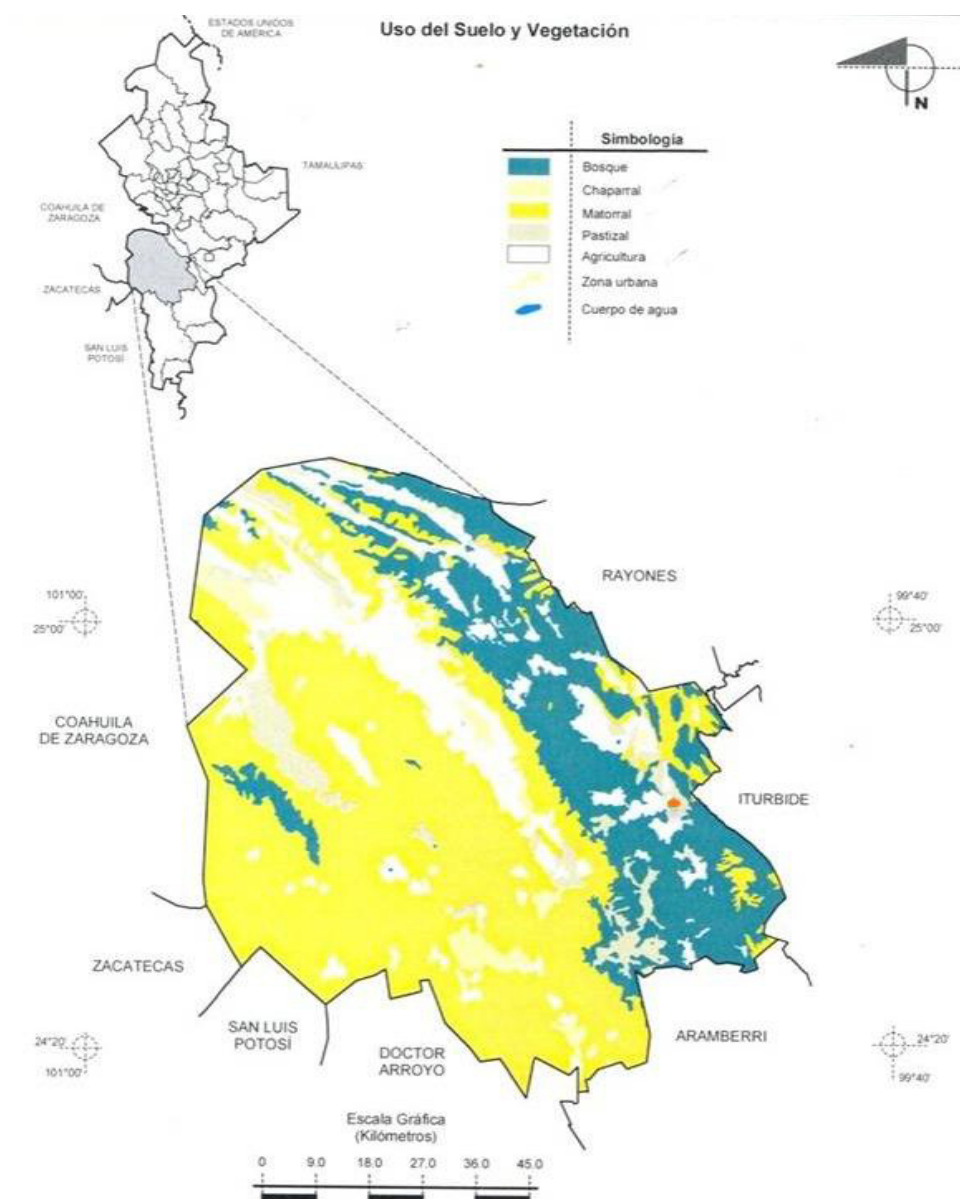 Uso del Suelo y Vegetación
ESTADOS UNIDOS
DE AMÉRICA
N
Simbología
Bosque
Chaparral
Matorral
Pastizal
Agricultura
Zona urbana
Cuerpo de agua
TAMAULIPAS
COAHUILA DE
ZARAGOZA
ZACATECAS
SAN LUIS
POTOSÍ
101°00'
25°00'
RAYONES
99°40'
25°00'
COAHUILA
DE ZARAGOZA
ITURBIDE
ZACATECAS
SAN LUIS
POTOSÍ
DOCTOR
ARROYO
ARAMBERRI
24°20'
101°00'
24°20'
99°40'
Escala Gráfica
(Kilómetros)
0 9.0 18.0 27.0 36.0 45.0